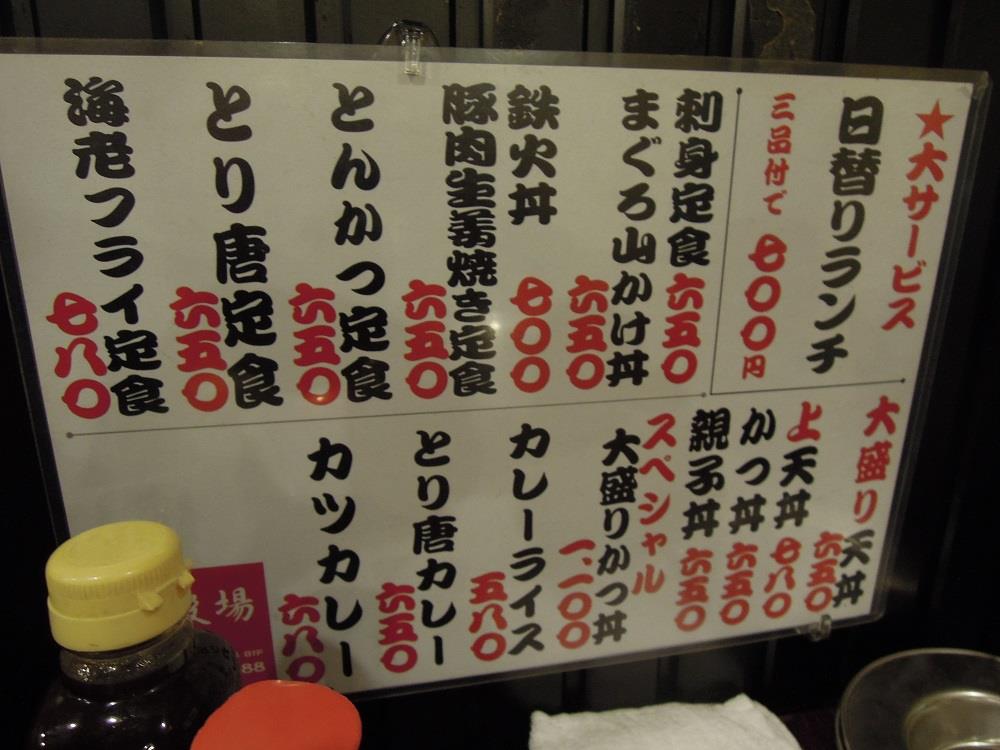 ★大サービス
日替りランチ
三品付で 七〇〇円
刺身定食 六五〇
まぐろ山かけ丼 六五〇
鉄火丼 七〇〇
豚肉生姜焼き定食 六五〇
とんかつ定食 六五〇
とり唐定食 六五〇
海老フライ定食 七八〇
大盛り天丼 六五〇
上天丼 七八〇
かつ丼 六五〇
親子丼 六五〇
スペシャル
大盛りかつ丼 一、二〇〇
カレーライス 五八〇
とり唐カレー 六五〇
カツカレー 六八〇
場
88